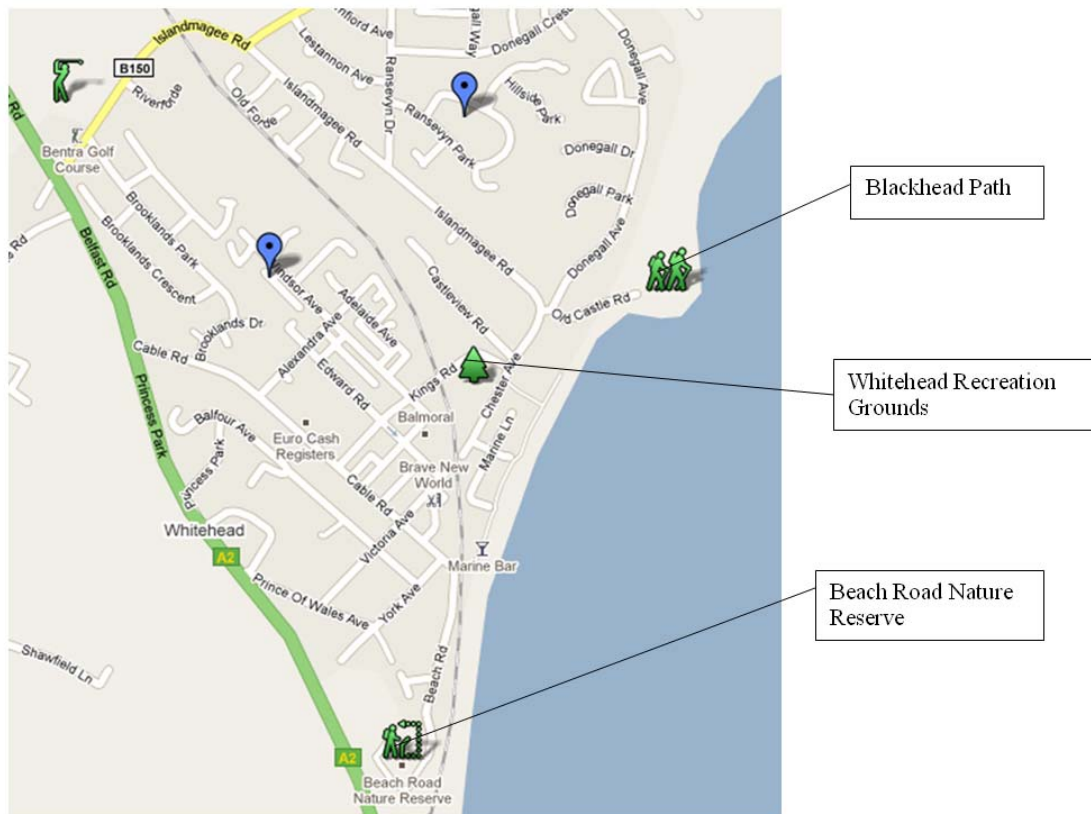 Islandmagee Rd
B150
Riverforde
Bentra Golf
Course
Lestannon Ave
Ransevyn Dr
Donegall Cres
Donegall Ave
Hillside
Park
Ransevyn Park
Old Forde
Islandmagee Rd
Donegall Dr
Donegall Park
Islandmagee Rd
Donegall Ave
Old Castle Rd
Blackhead Path
Belfast Rd
Brooklands Park
Brooklands Crescent
Brooklands Dr
Adelaide Ave
Alexandra Ave
Castleview Rd
Cable Rd
Princess Park
Edward Rd
Kings Rd
Chester Ave
Whitehead Recreation
Grounds
Balfour Ave
Princess Park
Euro Cash
Registers
Balmoral
Marine Ln
Brave New
World
Cable Rd
Whitehead
A2
Victoria Ave
Marine Bar
Prince Of Wales Ave
York Ave
Beach Road Nature
Reserve
Shawfield Ln
Beach Rd
A2
Beach Road
Nature Reserve